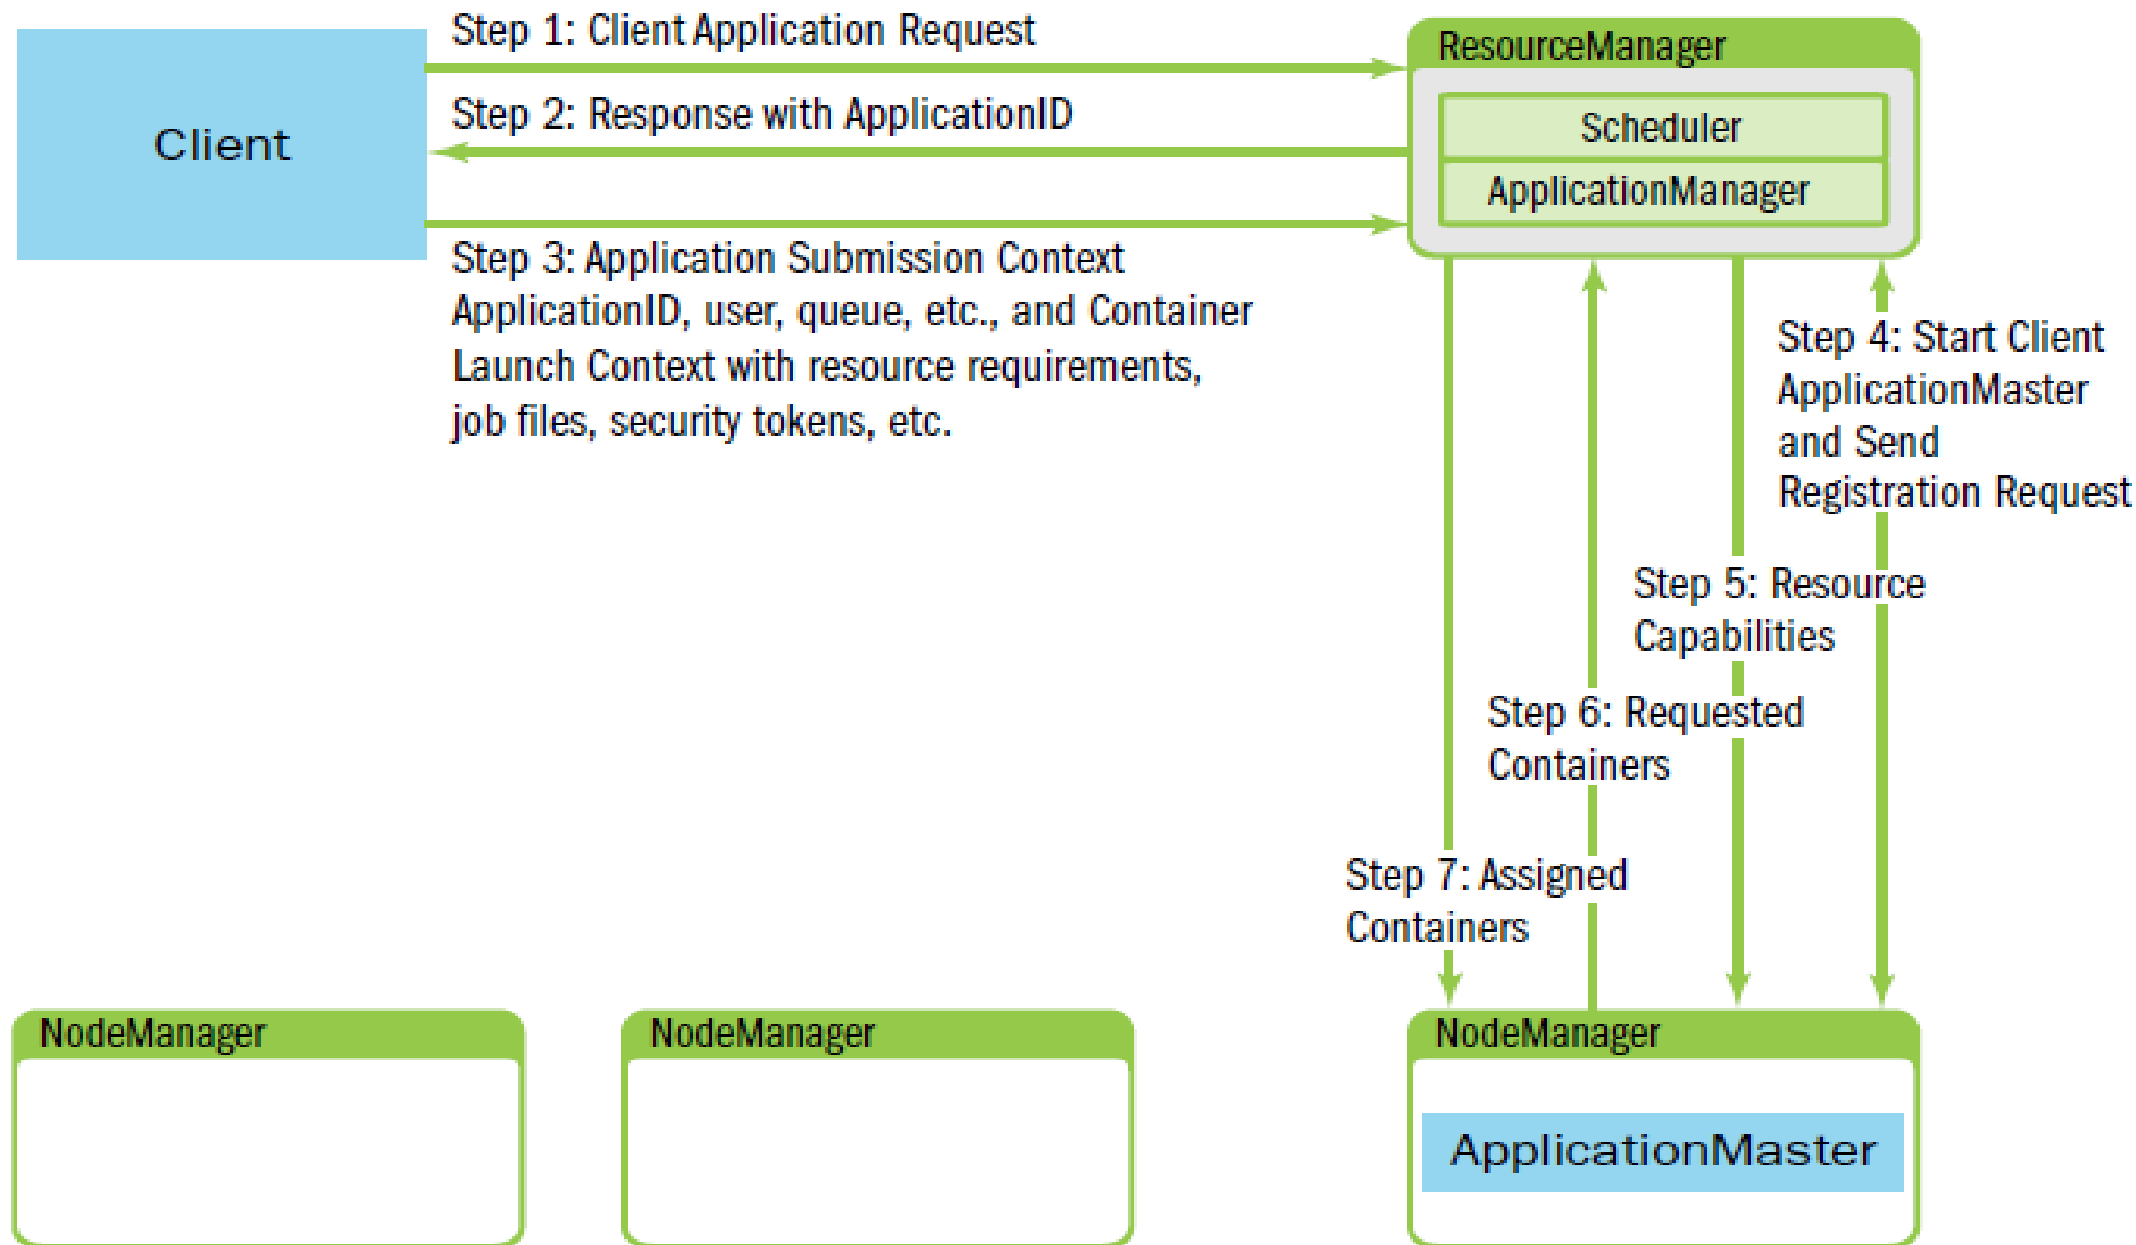 Step 1: Client Application Request
ResourceManager
Client
Step 2: Response with ApplicationID
Scheduler
ApplicationManager
Step 3: Application Submission Context
ApplicationID, user, queue, etc., and Container
Launch Context with resource requirements,
job files, security tokens, etc.
Step 4: Start Client
ApplicationMaster
and Send
Registration Request
Step 5: Resource
Capabilities
Step 6: Requested
Containers
Step 7: Assigned
Containers
NodeManager
NodeManager
NodeManager
ApplicationMaster